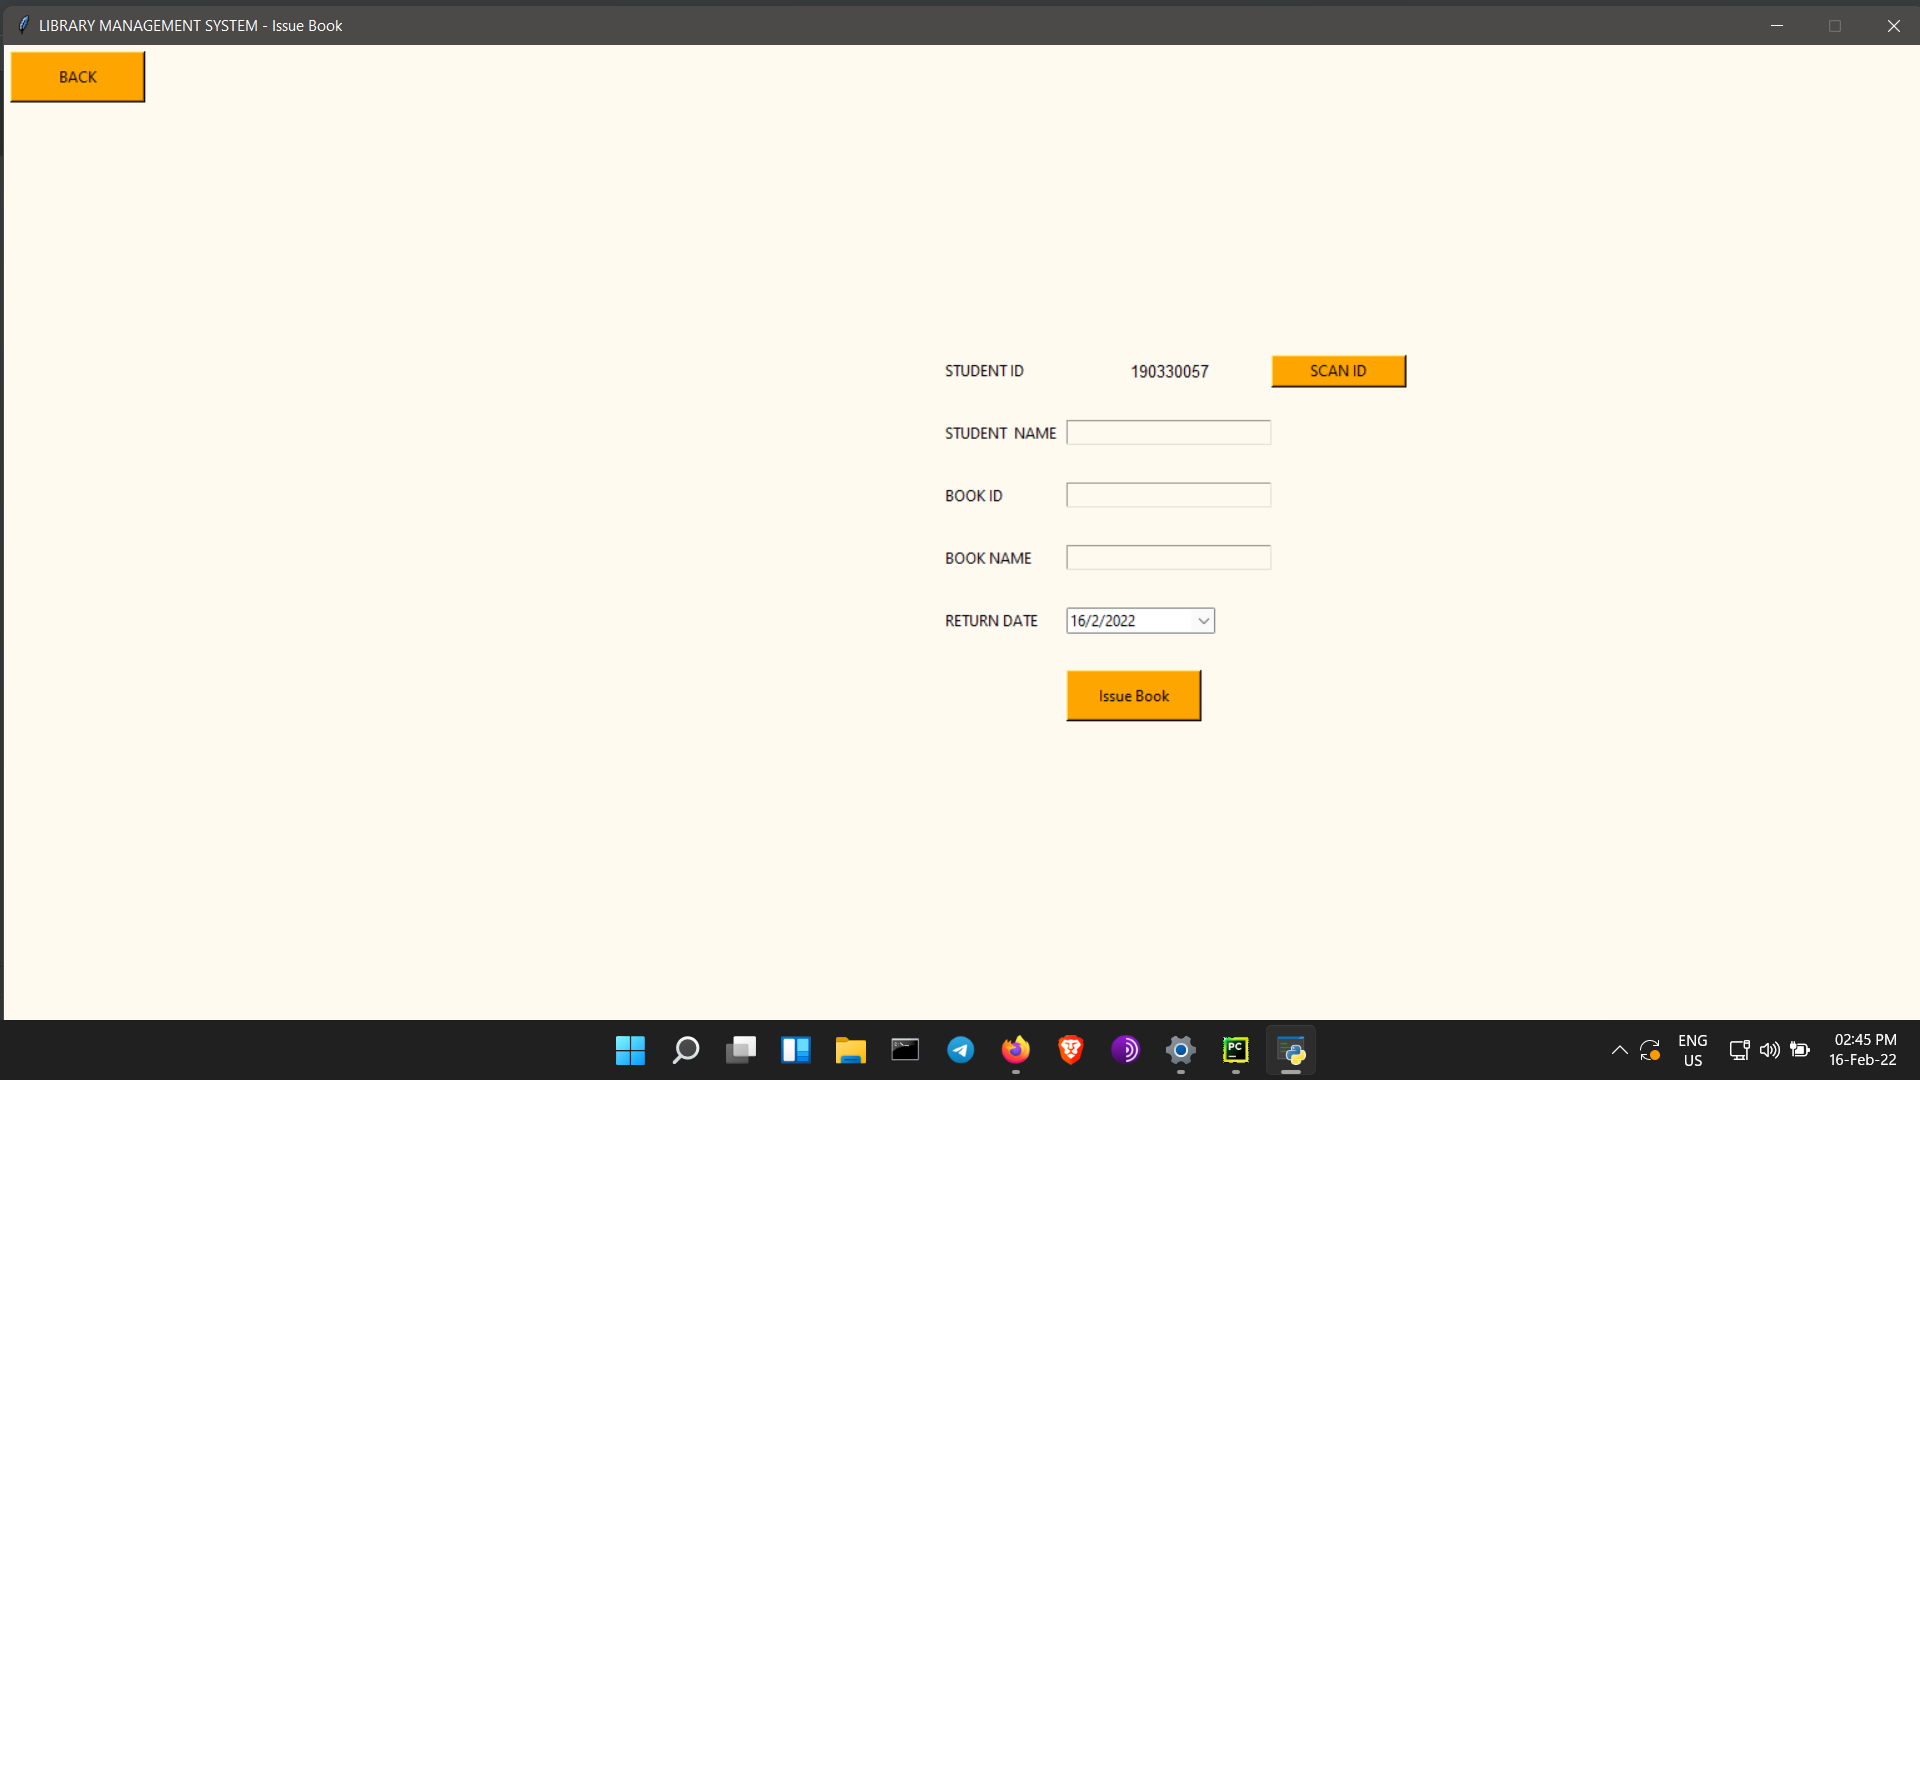 LIBRARY MANAGEMENT SYSTEM - Issue Book
BACK
STUDENT ID 190330057 SCAN ID
STUDENT  NAME
BOOK ID
BOOK NAME
RETURN DATE 16/2/2022
Issue Book
PC
ENG
US
02:45 PM
16-Feb-22